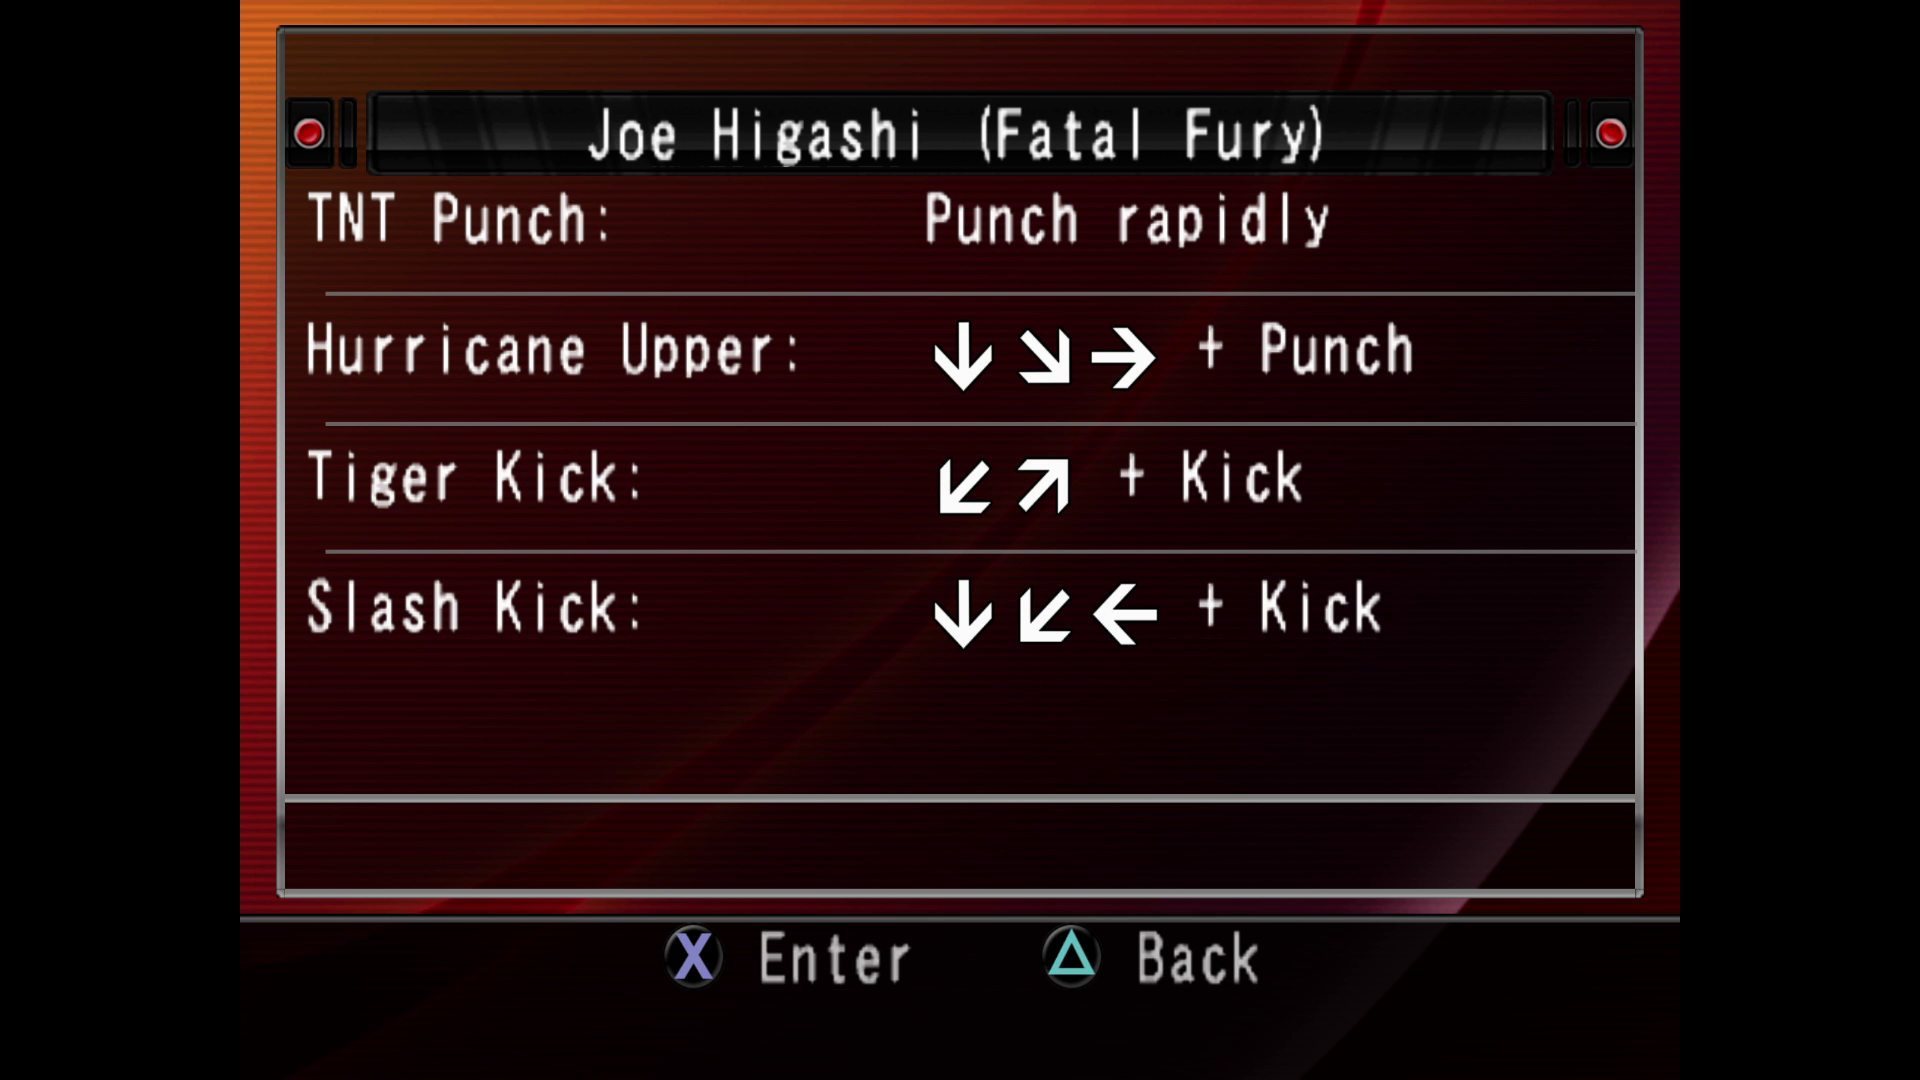 Joe Higashi (Fatal Fury)
TNT Punch: Punch rapidly
Hurricane Upper: ↓↘→ + Punch
Tiger Kick: ↙↗ + Kick
Slash Kick: ↓↙← + Kick
X Enter △ Back